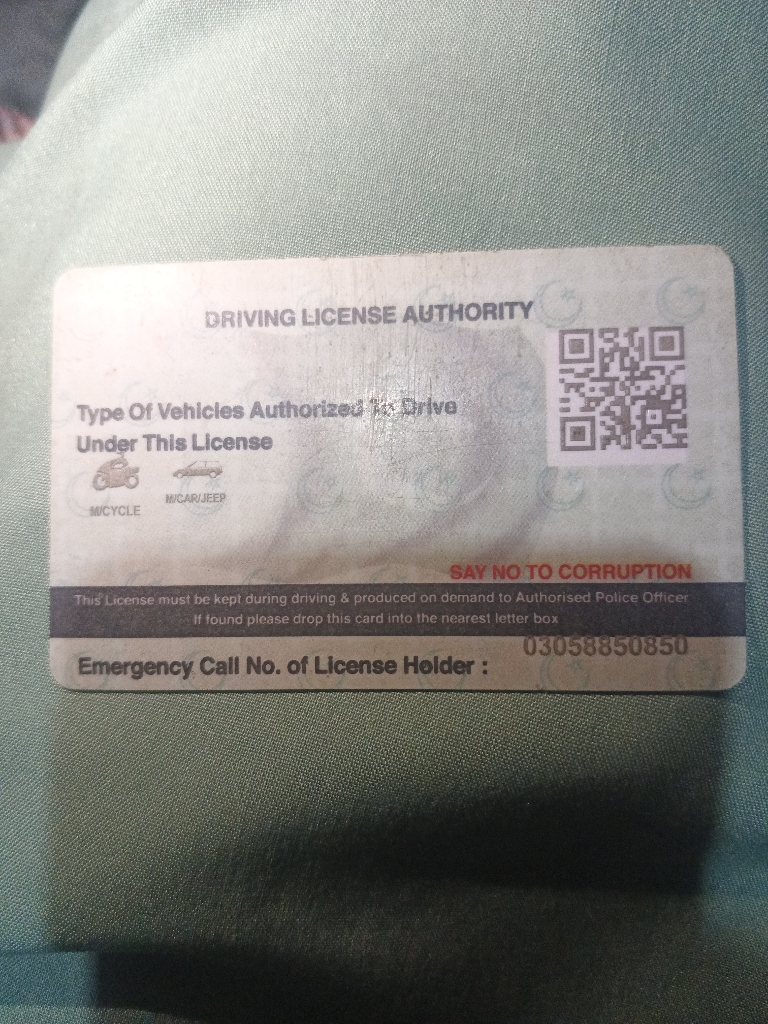 DRIVING LICENSE AUTHORITY
Type Of Vehicles Authorized To Drive
Under This License
M/CYCLE
M/CAR/JEEP
SAY NO TO CORRUPTION
This License must be kept during driving & produced on demand to Authorised Police Officer
If found please drop this card into the nearest letter box
03058850850
Emergency Call No. of License Holder :